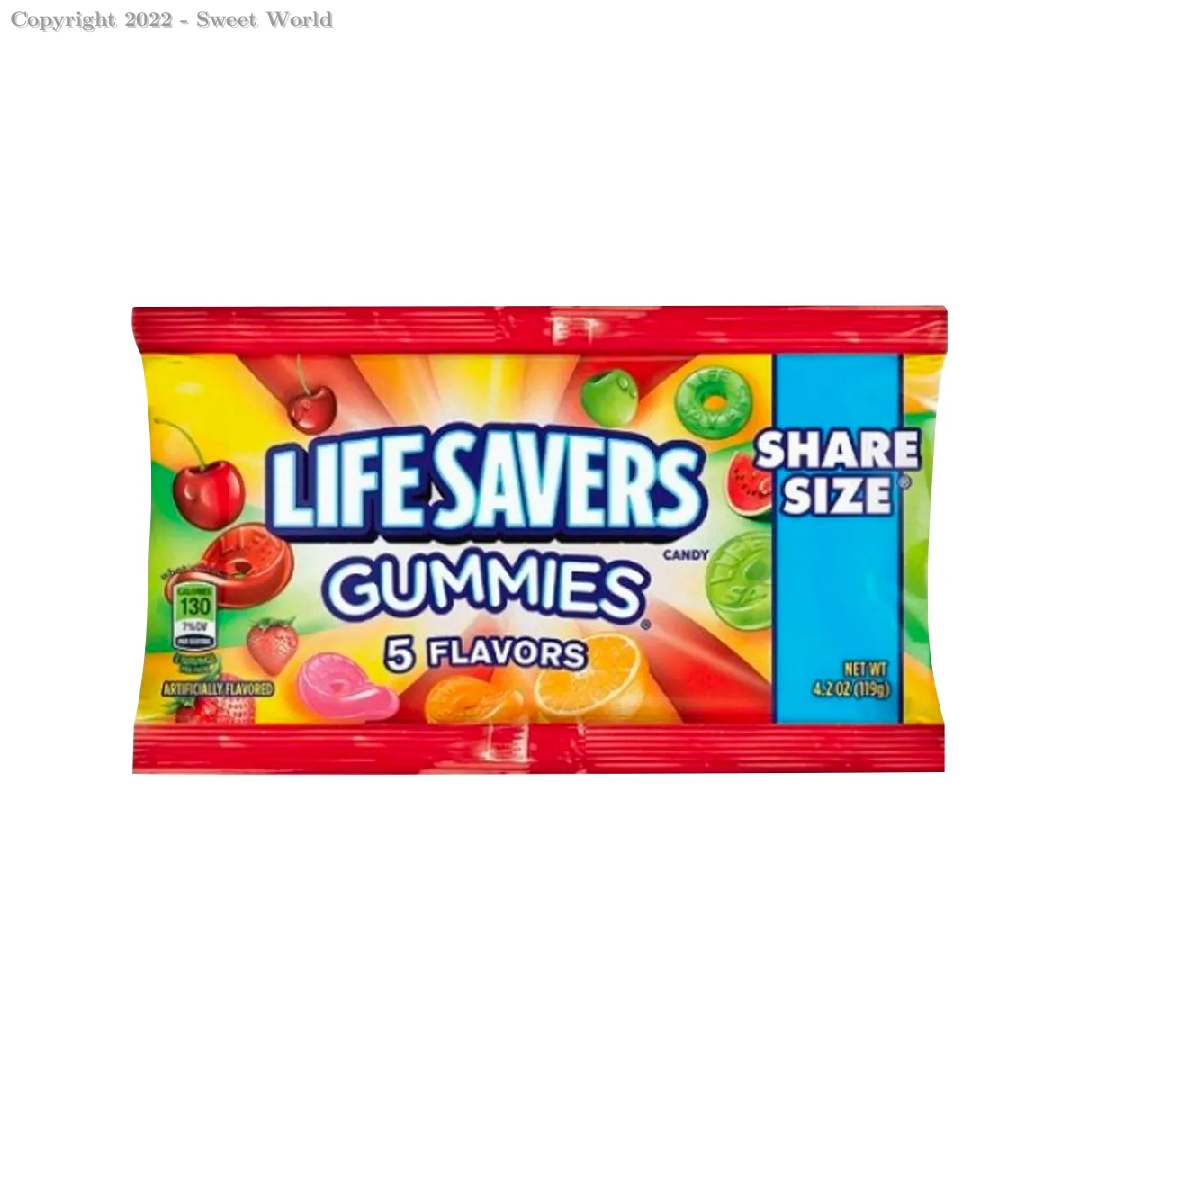 Copyright 2022 - Sweet World
LIFE SAVERS
GUMMIES®
CANDY
5 FLAVORS
SHARE
SIZE®
CALORIES
130
7% DV
ARTIFICIALLY FLAVORED
NET WT
4.2 OZ (119g)
LIFE